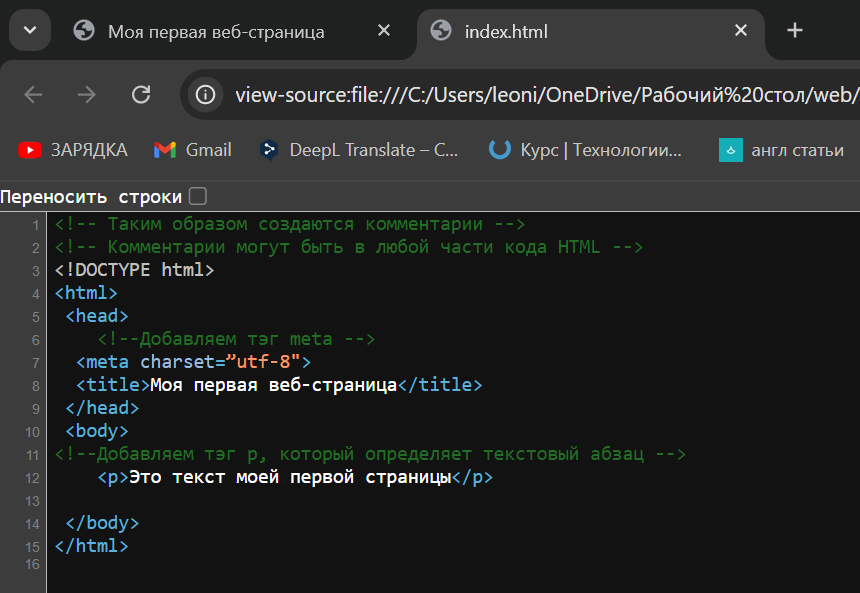 Моя первая веб-страница
index.html
view-source:file:///C:/Users/leoni/OneDrive/Рабочий%20стол/web/
ЗАРЯДКА Gmail DeepL Translate – С... Курс | Технологии... англ статьи
Переносить строки
1 <!-- Таким образом создаются комментарии -->
2 <!-- Комментарии могут быть в любой части кода HTML -->
3 <!DOCTYPE html>
4 <html>
5 <head>
6 <!--Добавляем тэг meta -->
7 <meta charset=”utf-8">
8 <title>Моя первая веб-страница</title>
9 </head>
10 <body>
11 <!--Добавляем тэг p, который определяет текстовый абзац -->
12 <p>Это текст моей первой страницы</p>
13
14 </body>
15 </html>
16